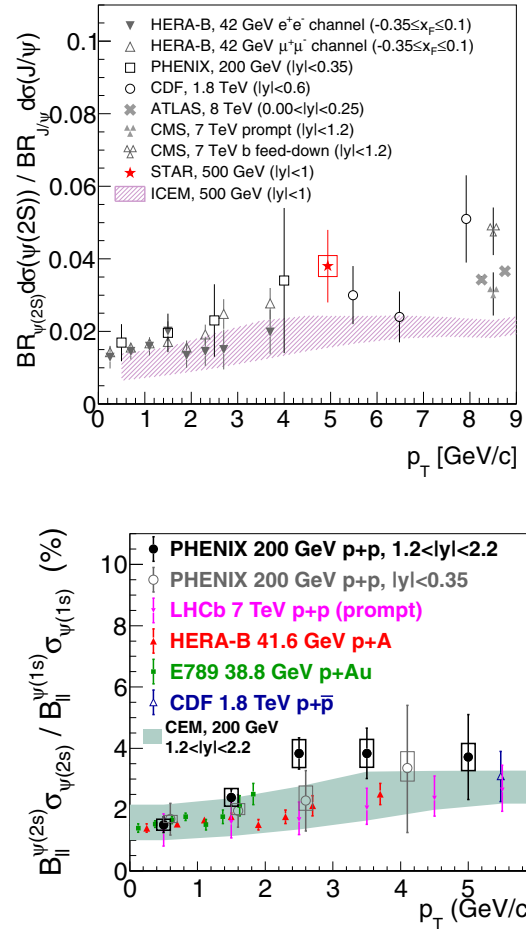 HERA-B, 42 GeV e⁺e⁻ channel (-0.35≤x_F≤0.1)
HERA-B, 42 GeV μ⁺μ⁻ channel (-0.35≤x_F≤0.1)
PHENIX, 200 GeV (|y|<0.35)
CDF, 1.8 TeV (|y|<0.6)
ATLAS, 8 TeV (0.00<|y|<0.25)
CMS, 7 TeV prompt (|y|<1.2)
CMS, 7 TeV b feed-down (|y|<1.2)
STAR, 500 GeV (|y|<1)
ICEM, 500 GeV (|y|<1)
BR_ψ(2S) dσ(ψ(2S)) / BR_J/ψ dσ(J/ψ)
0.1
0.08
0.06
0.04
0.02
0
0 1 2 3 4 5 6 7 8 9
p_T [GeV/c]
PHENIX 200 GeV p+p, 1.2<|y|<2.2
PHENIX 200 GeV p+p, |y|<0.35
LHCb 7 TeV p+p (prompt)
HERA-B 41.6 GeV p+A
E789 38.8 GeV p+Au
CDF 1.8 TeV p+p̅
CEM, 200 GeV
1.2<|y|<2.2
B_ll^ψ(2s) σ_ψ(2s) / B_ll^ψ(1s) σ_ψ(1s) (%)
10
8
6
4
2
0
0 1 2 3 4 5
p_T (GeV/c